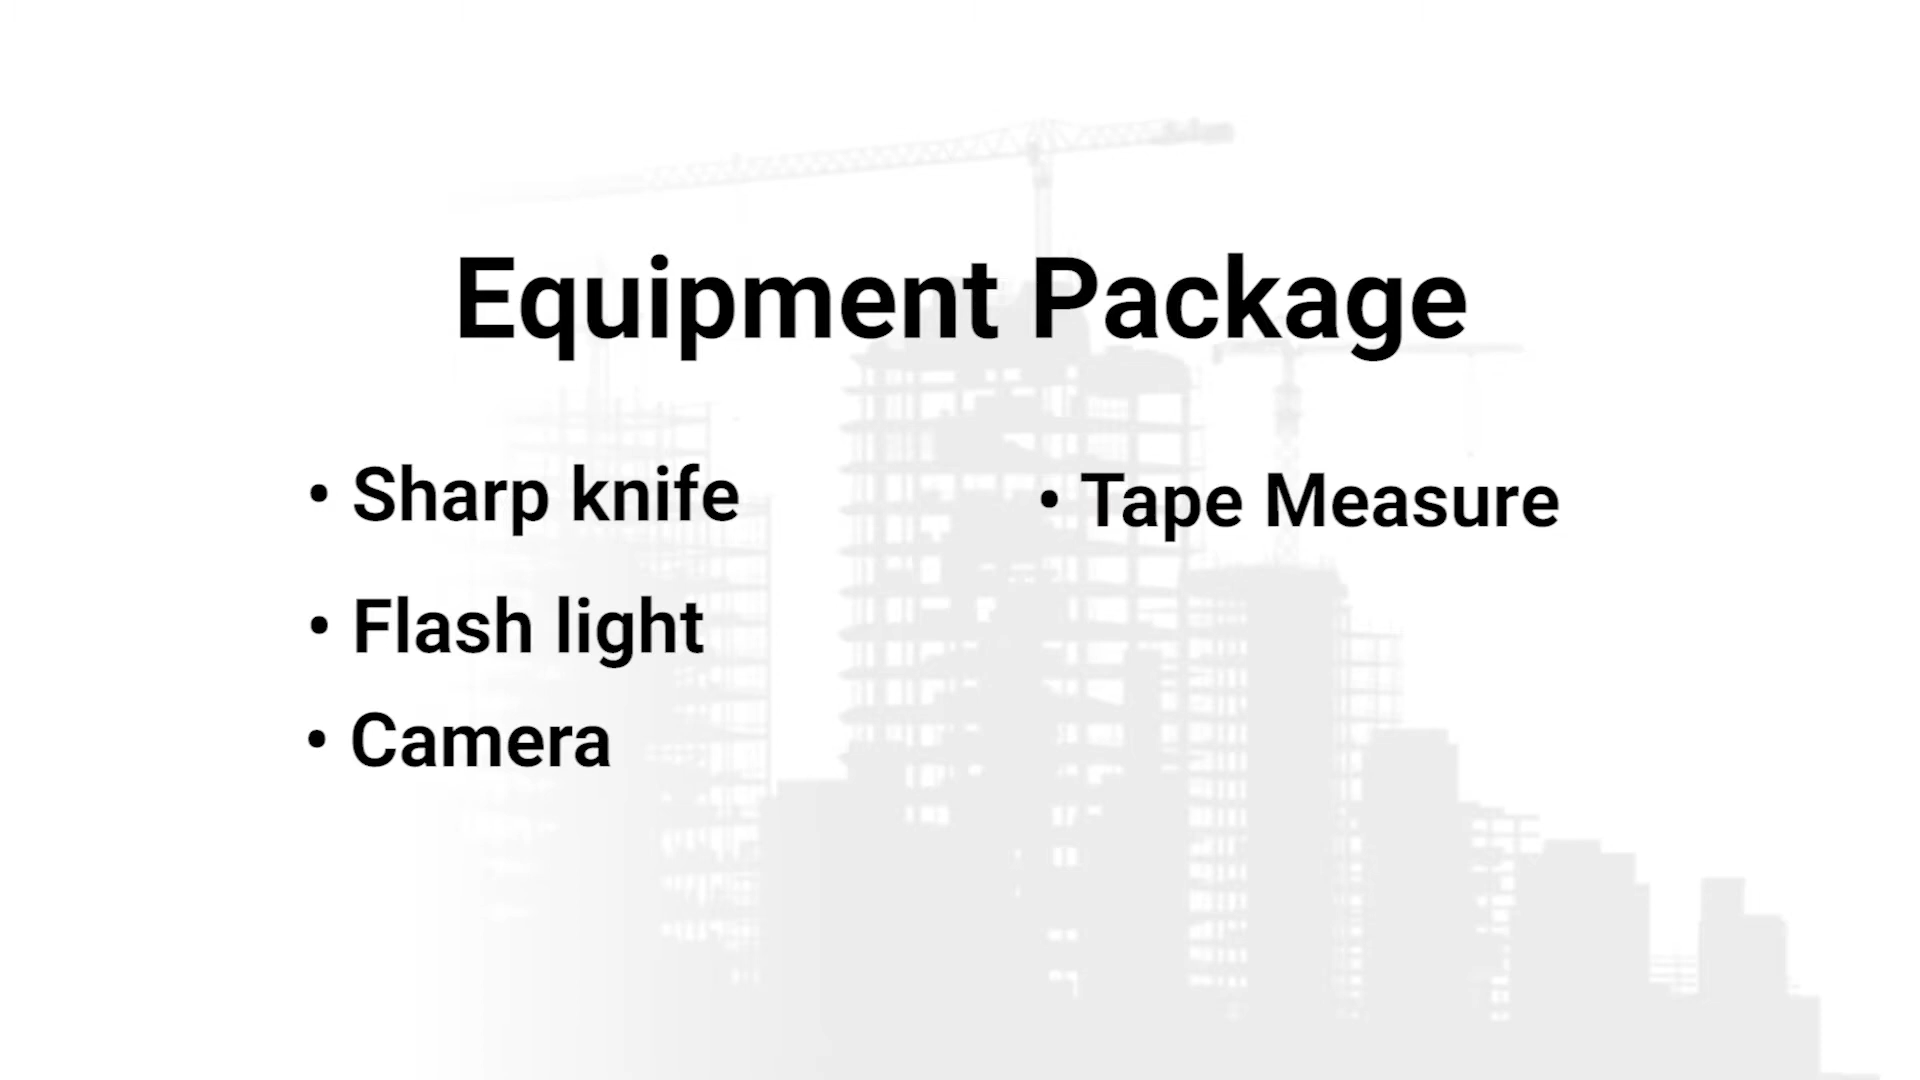 Equipment Package
• Sharp knife
• Flash light
• Camera
• Tape Measure